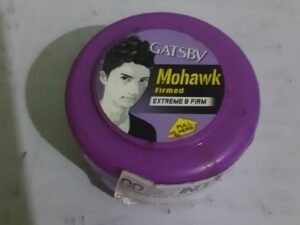 GATSBY
Mohawk
Firmed
EXTREME & FIRM
PULL
HERE